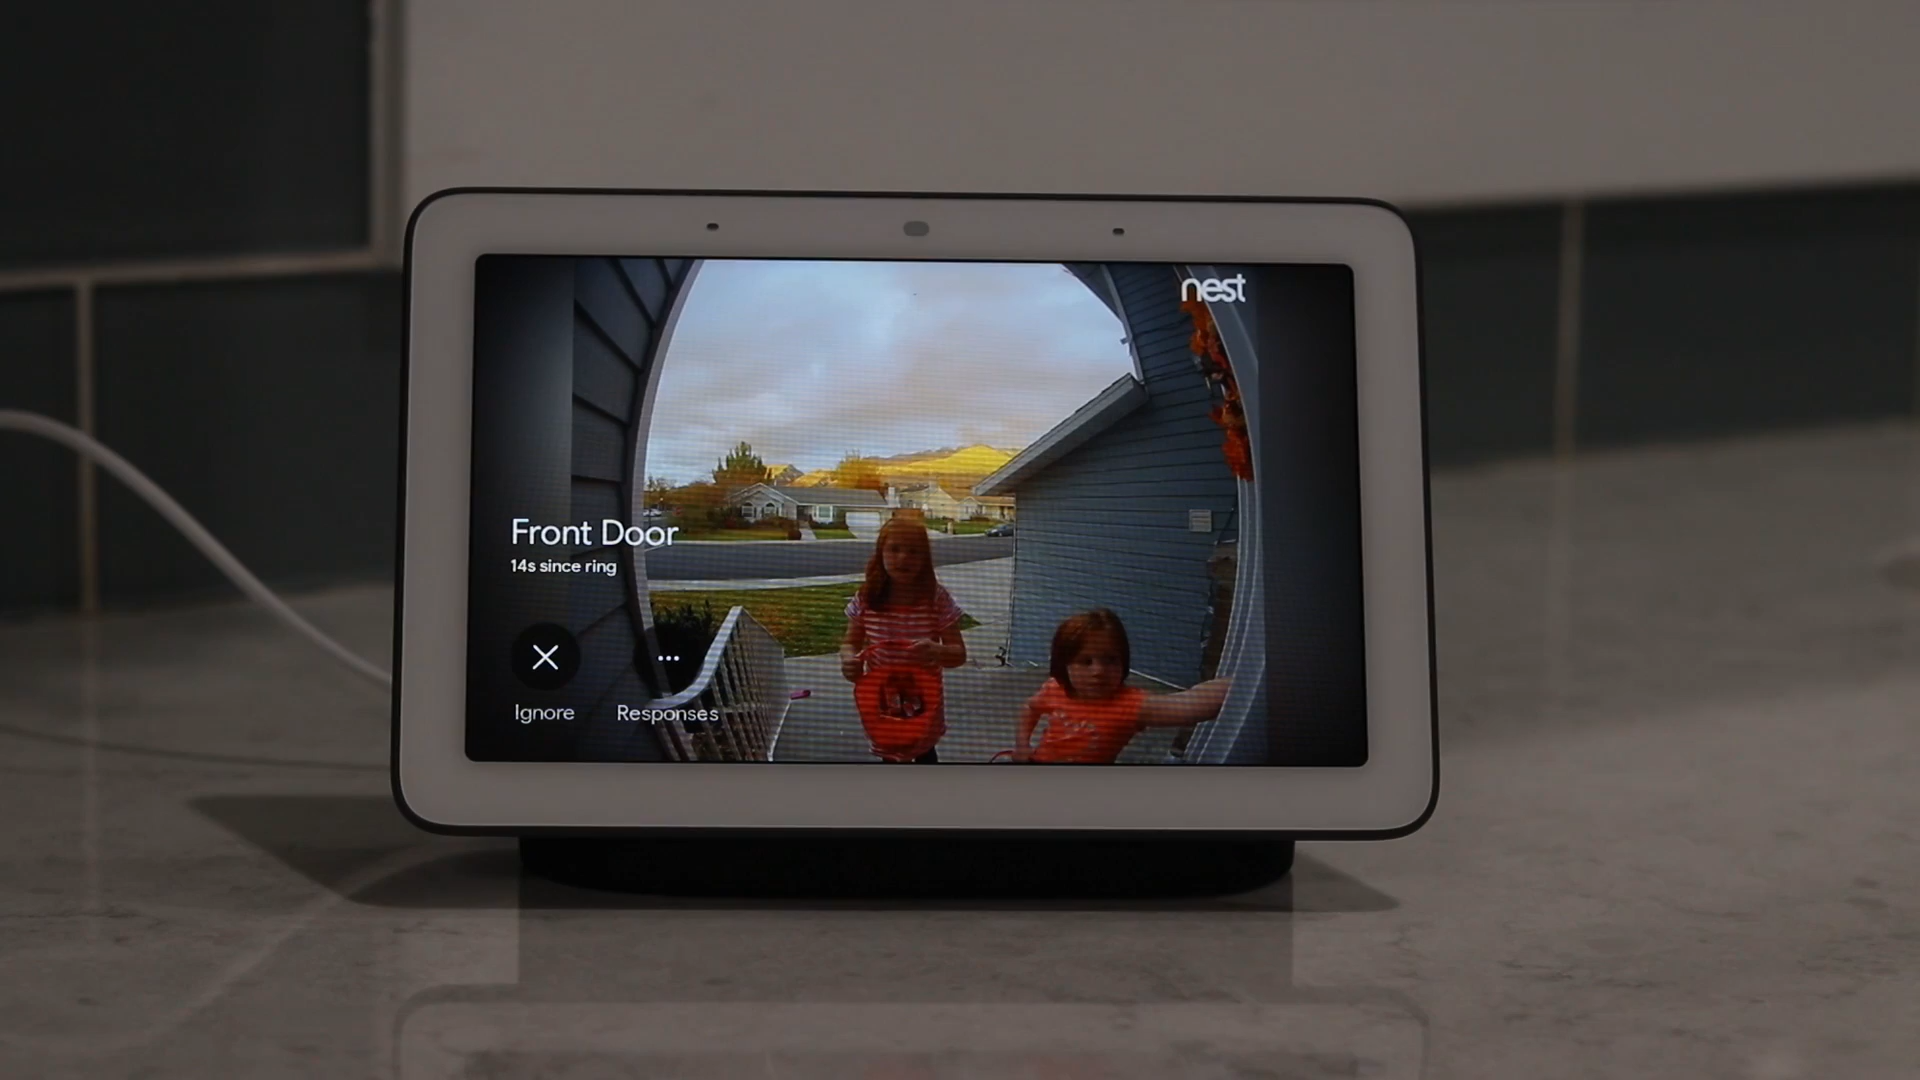 nest
Front Door
14s since ring
Ignore
Responses